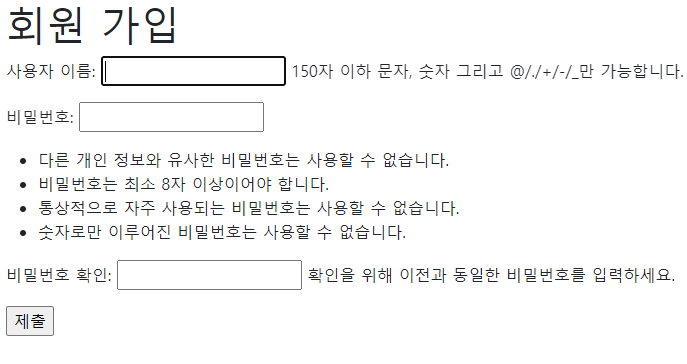 회원 가입
사용자 이름: 150자 이하 문자, 숫자 그리고 @/./+/-/_만 가능합니다.
비밀번호:
• 다른 개인 정보와 유사한 비밀번호는 사용할 수 없습니다.
• 비밀번호는 최소 8자 이상이어야 합니다.
• 통상적으로 자주 사용되는 비밀번호는 사용할 수 없습니다.
• 숫자로만 이루어진 비밀번호는 사용할 수 없습니다.
비밀번호 확인: 확인을 위해 이전과 동일한 비밀번호를 입력하세요.
제출